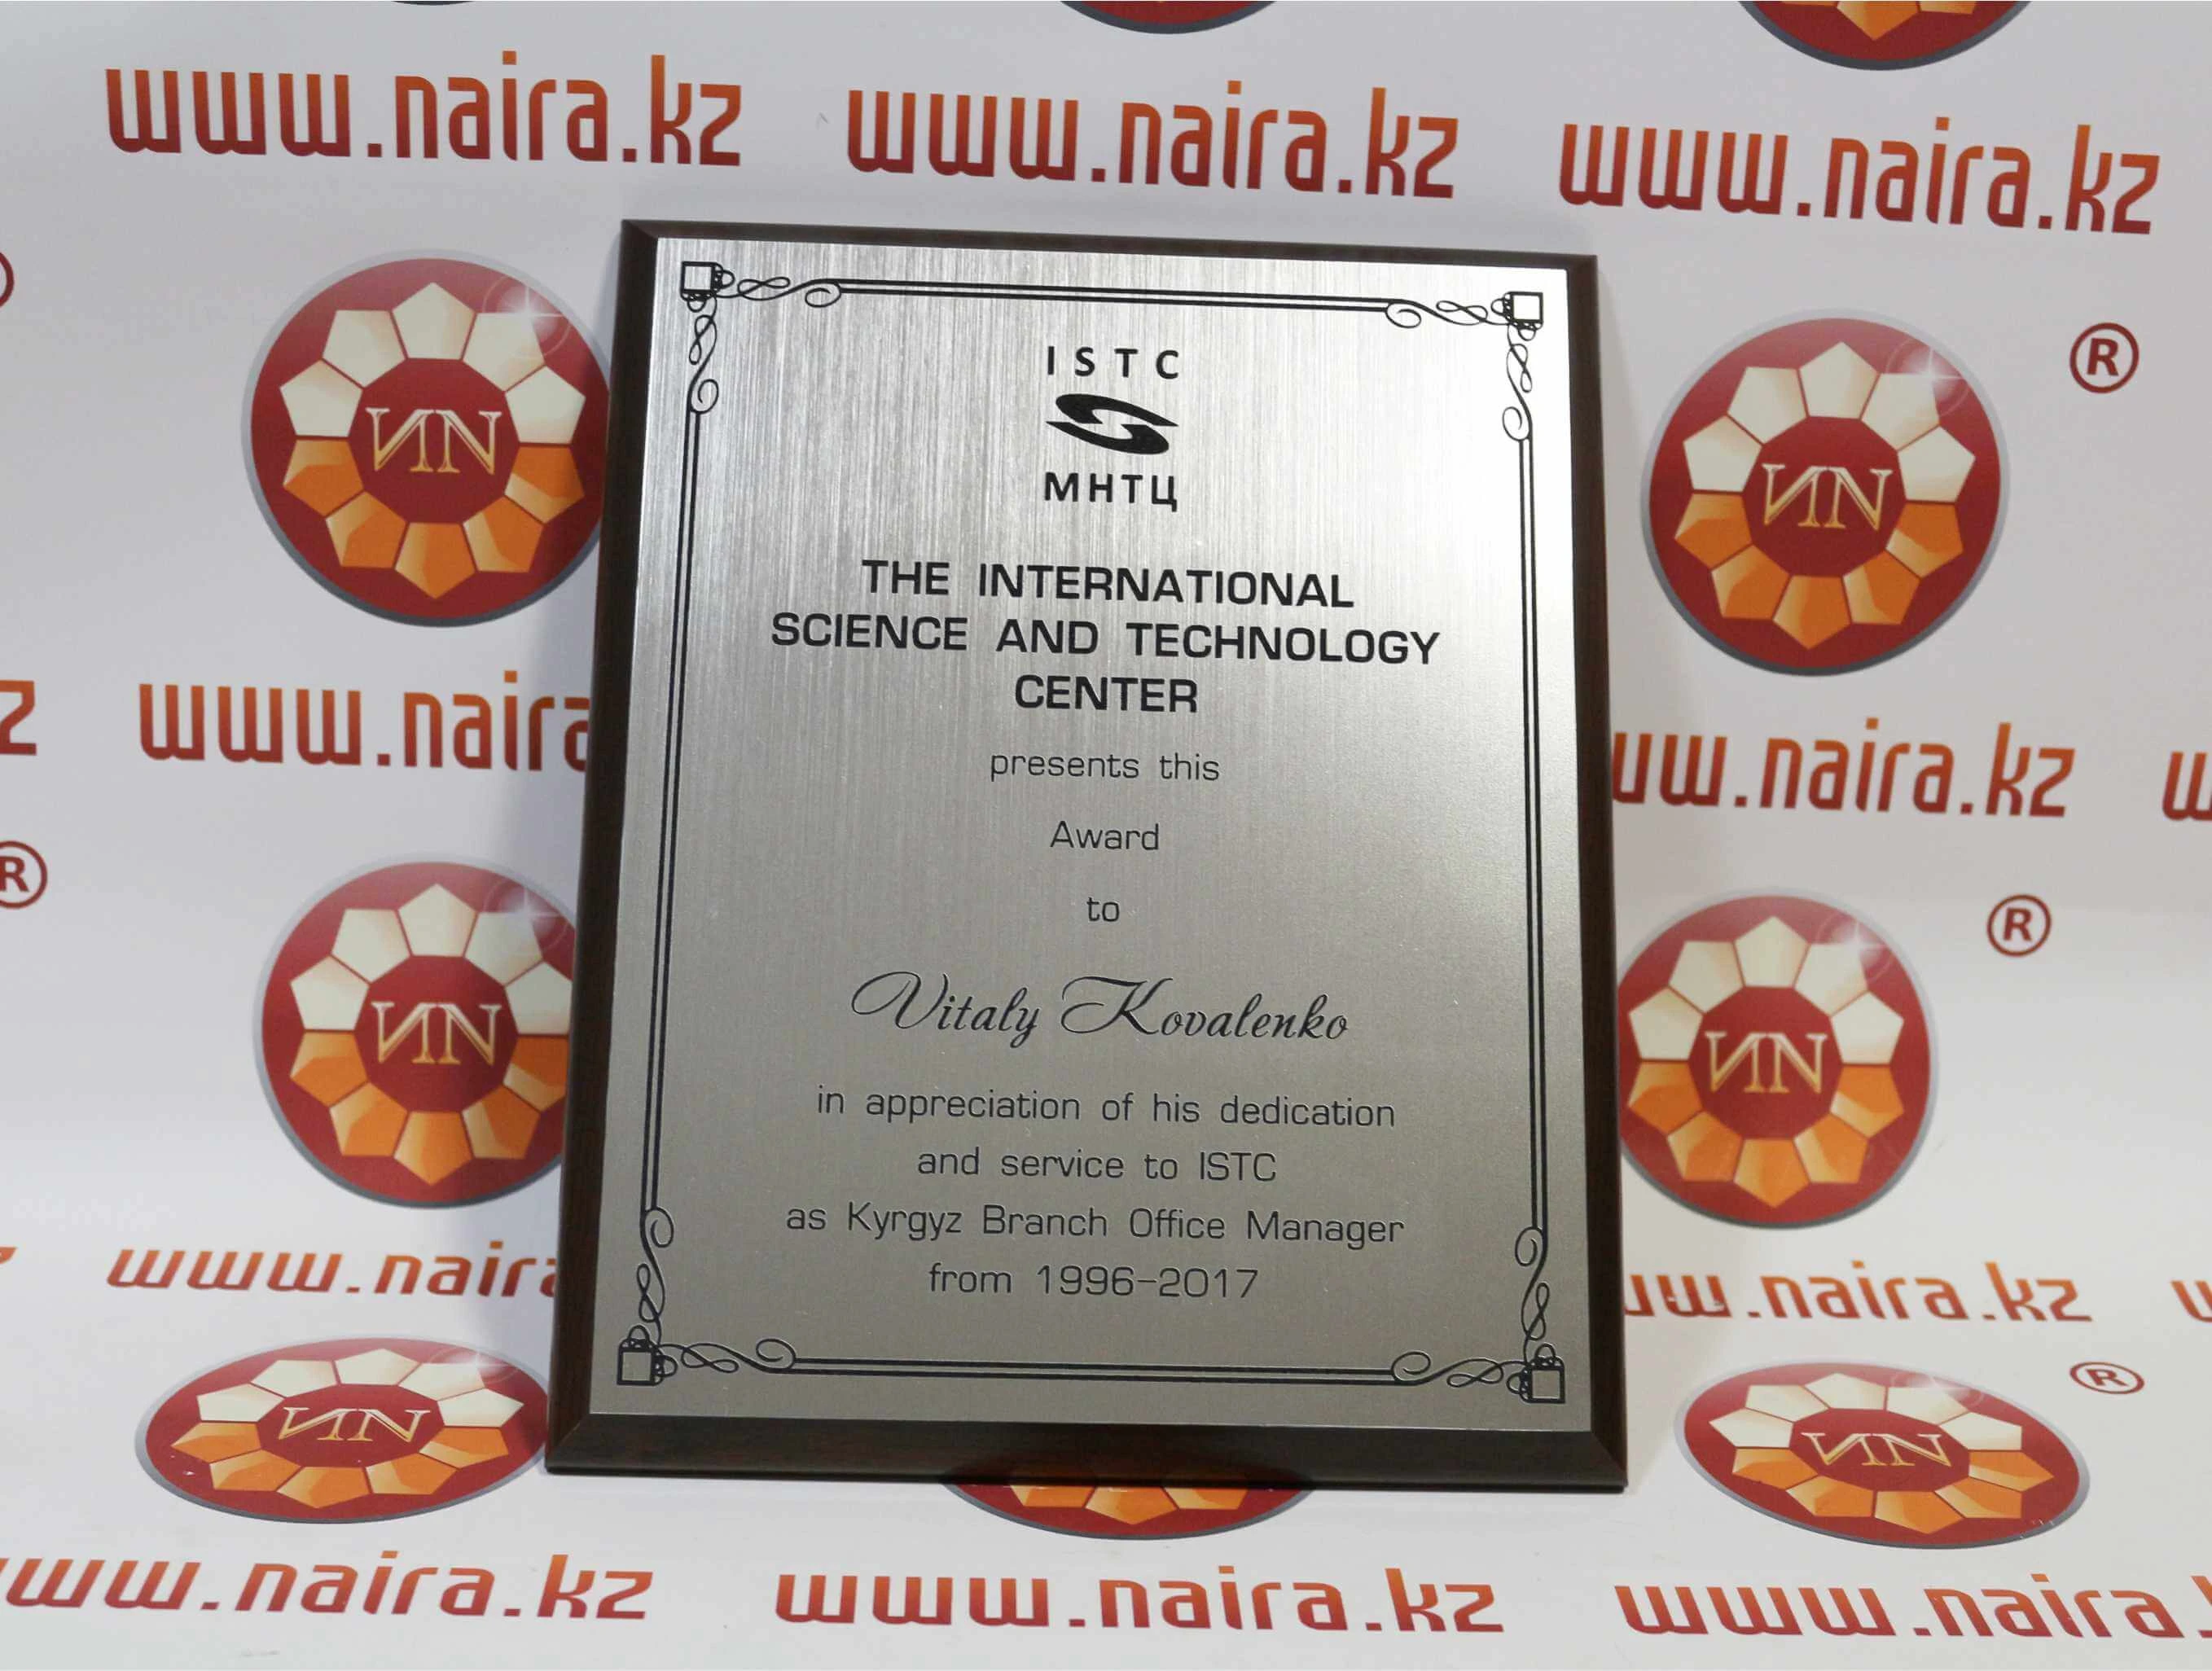 www.naira.kz www.naira.kz www.naira.kz
ИN ® ИN ®
ISTC
МНТЦ
THE INTERNATIONAL
SCIENCE AND TECHNOLOGY
CENTER
presents this
Award
to
Vitaly Kovalenko
in appreciation of his dedication
and service to ISTC
as Kyrgyz Branch Office Manager
from 1996-2017
www.naira.kz
® ИN ИN ®
www.naira.kz
ИN ИN ®
www.naira.kz www.naira.kz www.naira.